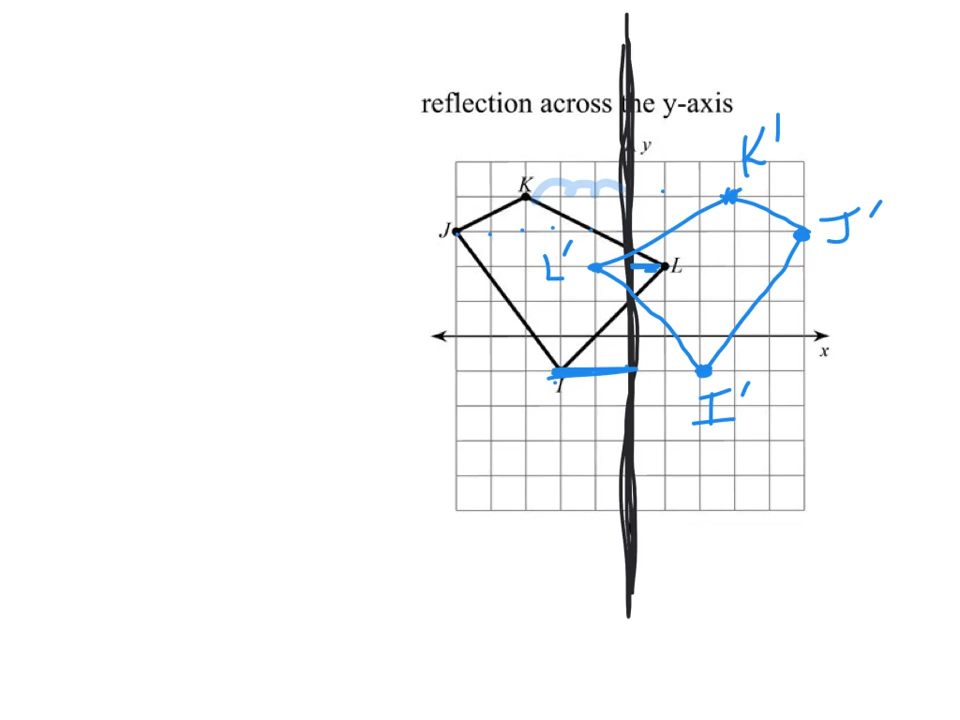 reflection across the y-axis
y
K'
K
J
J'
L'
L
x
I
I'